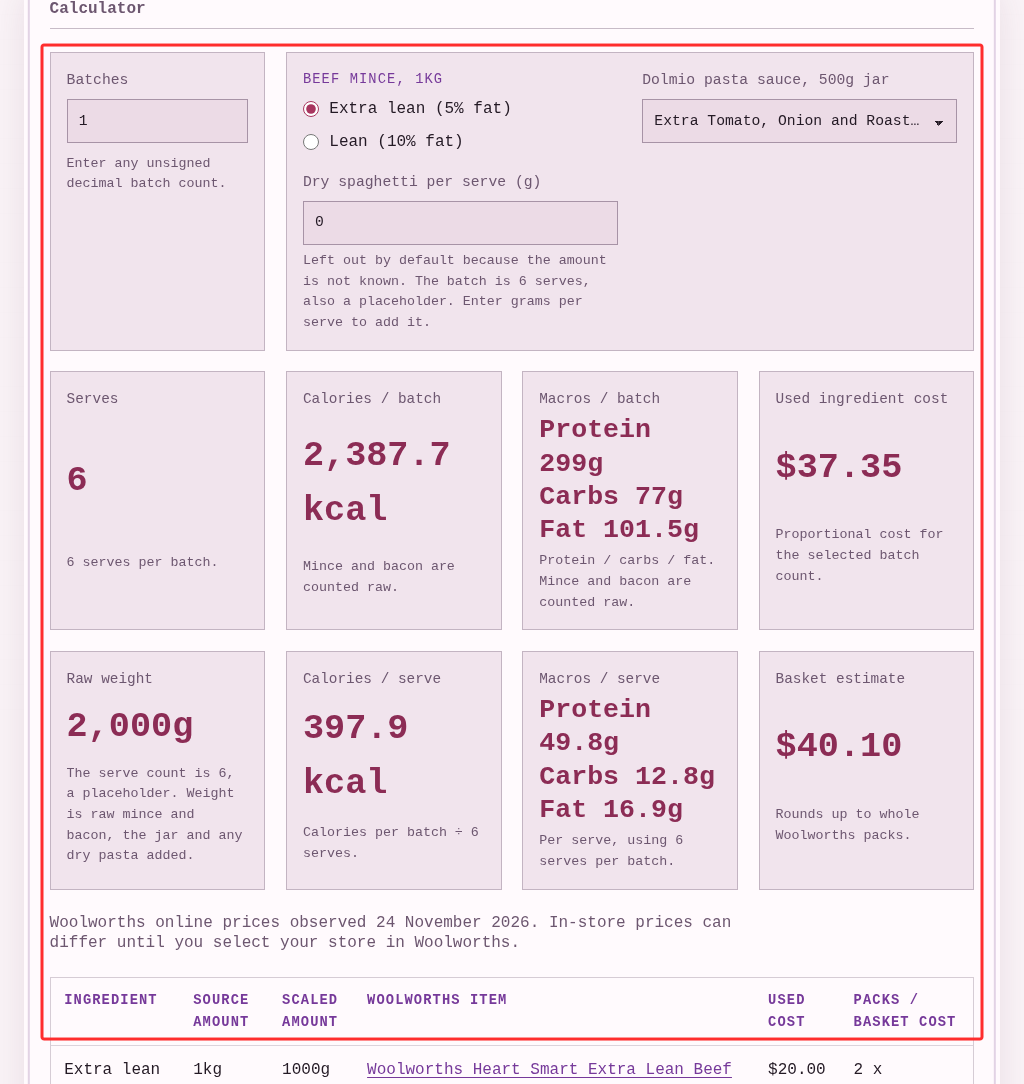 Calculator
Batches
1
Enter any unsigned
decimal batch count.
BEEF MINCE, 1KG
Extra lean (5% fat)
Lean (10% fat)
Dry spaghetti per serve (g)
0
Left out by default because the amount
is not known. The batch is 6 serves,
also a placeholder. Enter grams per
serve to add it.
Dolmio pasta sauce, 500g jar
Extra Tomato, Onion and Roast…
Serves
6
6 serves per batch.
Calories / batch
2,387.7
kcal
Mince and bacon are
counted raw.
Macros / batch
Protein
299g
Carbs 77g
Fat 101.5g
Protein / carbs / fat.
Mince and bacon are
counted raw.
Used ingredient cost
$37.35
Proportional cost for
the selected batch
count.
Raw weight
2,000g
The serve count is 6,
a placeholder. Weight
is raw mince and
bacon, the jar and any
dry pasta added.
Calories / serve
397.9
kcal
Calories per batch ÷ 6
serves.
Macros / serve
Protein
49.8g
Carbs 12.8g
Fat 16.9g
Per serve, using 6
serves per batch.
Basket estimate
$40.10
Rounds up to whole
Woolworths packs.
Woolworths online prices observed 24 November 2026. In-store prices can
differ until you select your store in Woolworths.
INGREDIENT
SOURCE
AMOUNT
SCALED
AMOUNT
WOOLWORTHS ITEM
USED
COST
PACKS /
BASKET COST
Extra lean
1kg
1000g
Woolworths Heart Smart Extra Lean Beef
$20.00
2 x